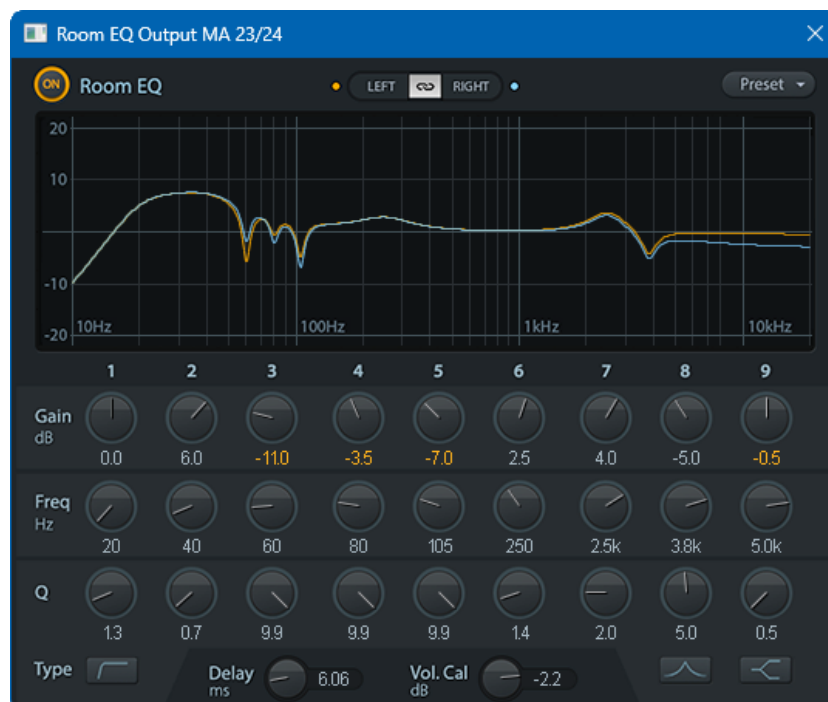 Room EQ Output MA 23/24
ON Room EQ LEFT RIGHT Preset
20
10
-10
-20
10Hz 100Hz 1kHz 10kHz
1 2 3 4 5 6 7 8 9
Gain
dB
0.0 6.0 -11.0 -3.5 -7.0 2.5 4.0 -5.0 -0.5
Freq
Hz
20 40 60 80 105 250 2.5k 3.8k 5.0k
Q
1.3 0.7 9.9 9.9 9.9 1.4 2.0 5.0 0.5
Type Delay 6.06 Vol. Cal -2.2
ms dB